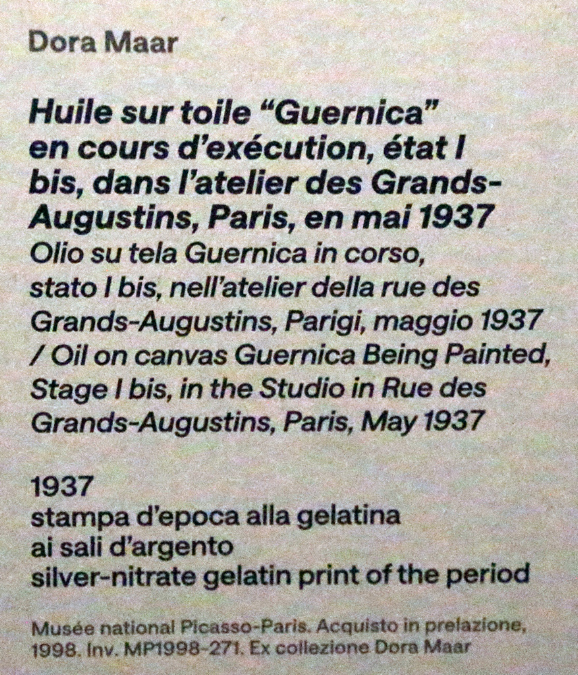 Dora Maar
Huile sur toile “Guernica”
en cours d’exécution, état I
bis, dans l’atelier des Grands-
Augustins, Paris, en mai 1937
Olio su tela Guernica in corso,
stato I bis, nell’atelier della rue des
Grands-Augustins, Parigi, maggio 1937
/ Oil on canvas Guernica Being Painted,
Stage I bis, in the Studio in Rue des
Grands-Augustins, Paris, May 1937
1937
stampa d’epoca alla gelatina
ai sali d’argento
silver-nitrate gelatin print of the period
Musée national Picasso-Paris. Acquisto in prelazione,
1998. Inv. MP1998-271. Ex collezione Dora Maar